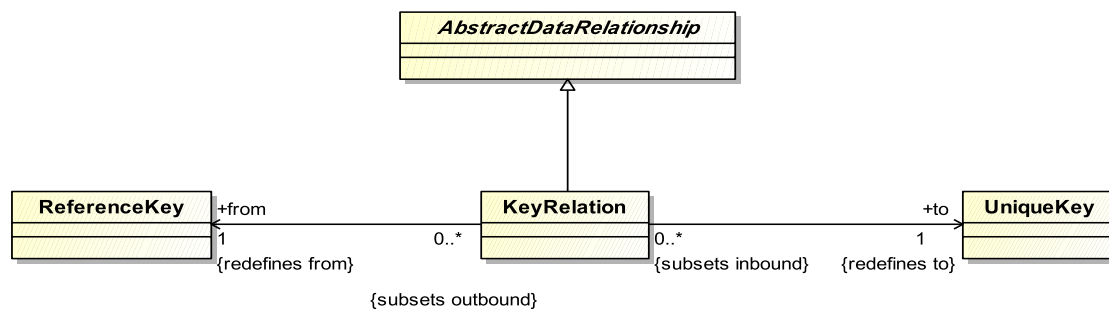 AbstractDataRelationship
ReferenceKey
+from
KeyRelation
+to
UniqueKey
1
0..*
0..*
1
{redefines from}
{subsets inbound}
{redefines to}
{subsets outbound}